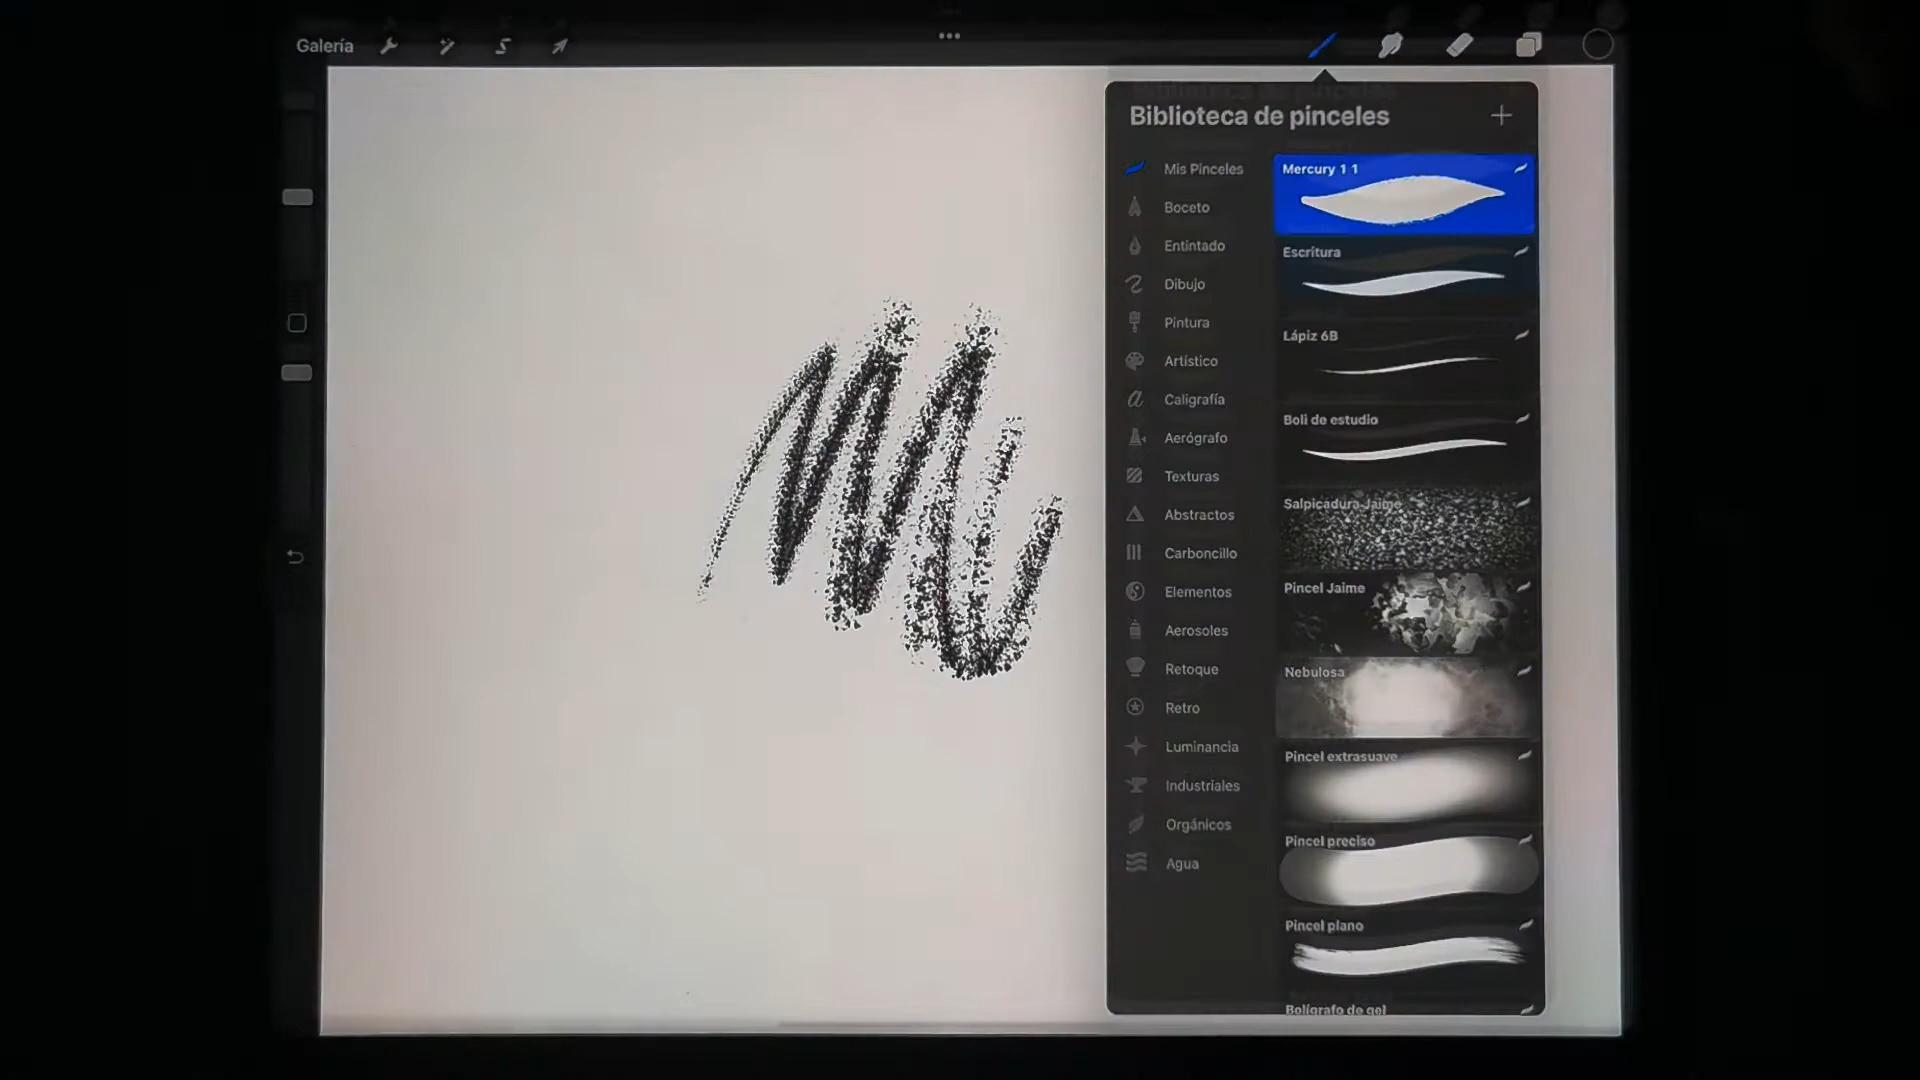 Galería
Biblioteca de pinceles
Mis Pinceles
Boceto
Entintado
Dibujo
Pintura
Artístico
Caligrafía
Aerógrafo
Texturas
Abstractos
Carboncillo
Elementos
Aerosoles
Retoque
Retro
Luminancia
Industriales
Orgánicos
Agua
Mercury 1 1
Escritura
Lápiz 6B
Boli de estudio
Salpicadura Jaime
Pincel Jaime
Nebulosa
Pincel extrasuave
Pincel preciso
Pincel plano
Bolígrafo de gel